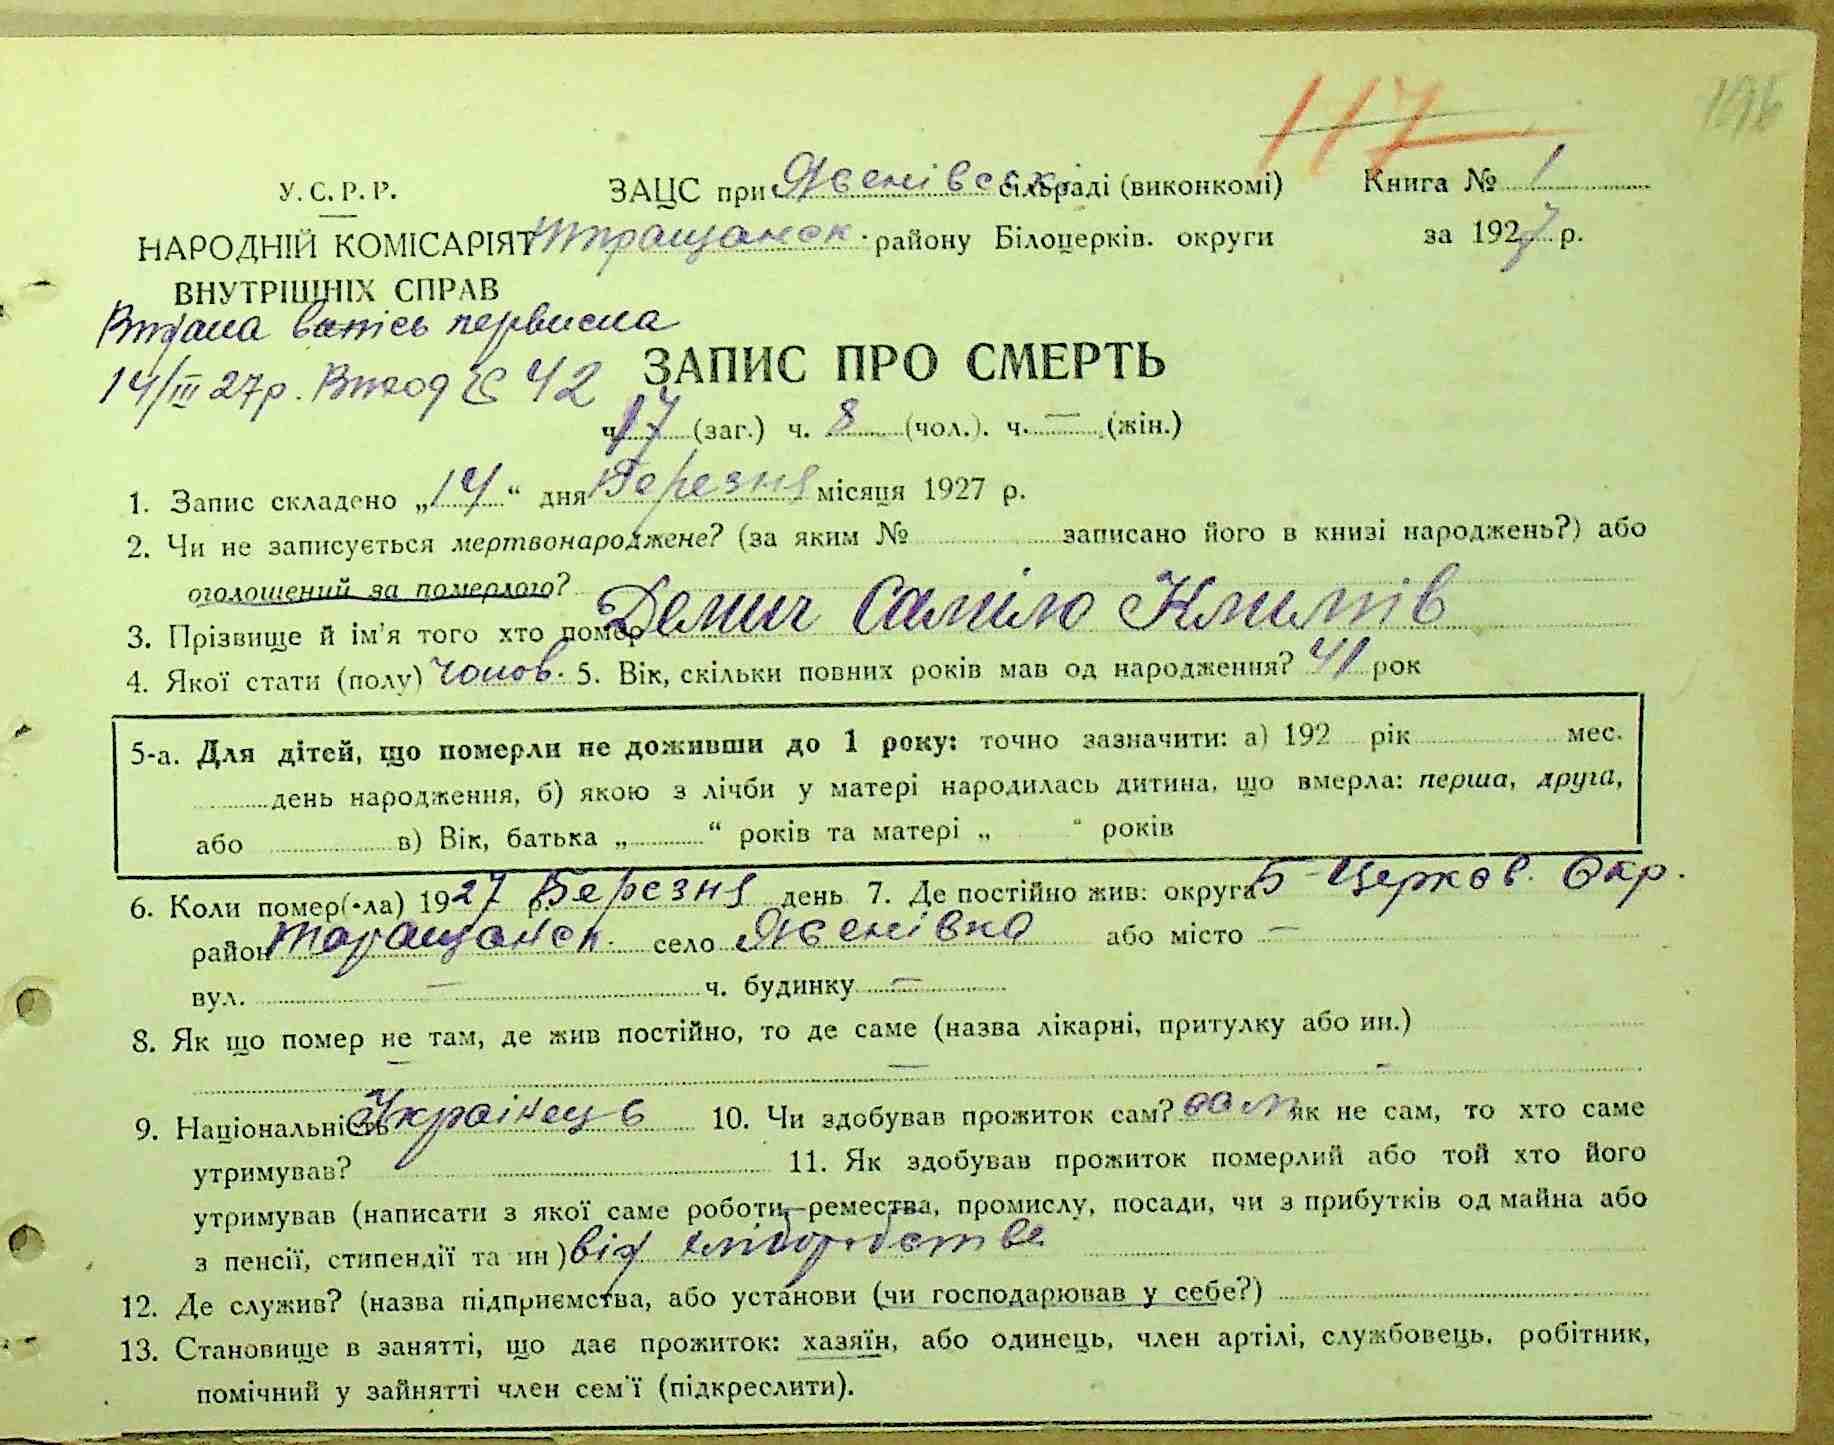 117
196
У.С.Р.Р. ЗАЦС при Яненівськ сільраді (виконкомі) Книга № 1
НАРОДНІЙ КОМІСАРІЯТ Таращанськ. району Білоцерків. округи за 1927 р.
ВНУТРІШНІХ СПРАВ
первисна
14/III 27р. № 42
ЗАПИС ПРО СМЕРТЬ
ч. 17 (заг.) ч. 8 (чол.). ч. — (жін.)
1. Запис складено „14“ дня Березня місяця 1927 р.
2. Чи не записується мертвонароджене? (за яким № записано його в книзі народжень?) або
оголошений за померлого?
3. Прізвище й ім'я того хто помер Демич Саміло Климів
4. Якої стати (полу) чолов. 5. Вік, скільки повних років мав од народження? 41 рок
5-а. Для дітей, що померли не доживши до 1 року: точно зазначити: а) 192 рік мес.
день народження, б) якою з лічби у матері народилась дитина, що вмерла: перша, друга,
або в) Вік, батька „ “ років та матері „ “ років
6. Коли помер(-ла) 1927 р. Березня день 7. Де постійно жив: округа Б-Церков. Окр.
район Таращанськ. село Яненівка або місто —
вул. — ч. будинку —
8. Як що помер не там, де жив постійно, то де саме (назва лікарні, притулку або ин.)
— — -
9. Національність Українець 10. Чи здобував прожиток сам? сам як не сам, то хто саме
утримував? 11. Як здобував прожиток померлий або той хто його
утримував (написати з якої саме роботи, ремества, промислу, посади, чи з прибутків од майна або
з пенсії, стипендії та ин) від
12. Де служив? (назва підприємства, або установи (чи господарював у себе?)
13. Становище в занятті, що дає прожиток: хазяїн, або одинець, член артілі, службовець, робітник,
помічний у зайнятті член сем'ї (підкреслити).